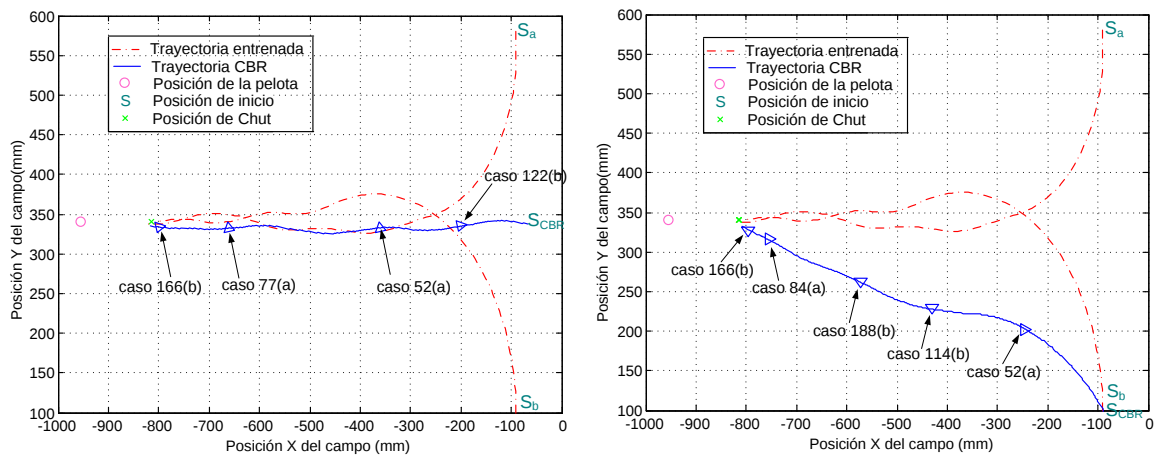 600
550
500
450
400
350
300
250
200
150
100
Posición Y del campo(mm)
Sa
Trayectoria entrenada
Trayectoria CBR
Posición de la pelota
S Posición de inicio
Posición de Chut
caso 122(b)
SCBR
caso 166(b)
caso 77(a)
caso 52(a)
Sb
-1000 -900 -800 -700 -600 -500 -400 -300 -200 -100 0
Posición X del campo (mm)
600
550
500
450
400
350
300
250
200
150
100
Posición Y del campo(mm)
Sa
Trayectoria entrenada
Trayectoria CBR
Posición de la pelota
S Posición de inicio
Posición de Chut
caso 166(b)
caso 84(a)
caso 188(b)
caso 114(b)
caso 52(a)
Sb
SCBR
-1000 -900 -800 -700 -600 -500 -400 -300 -200 -100 0
Posición X del campo (mm)